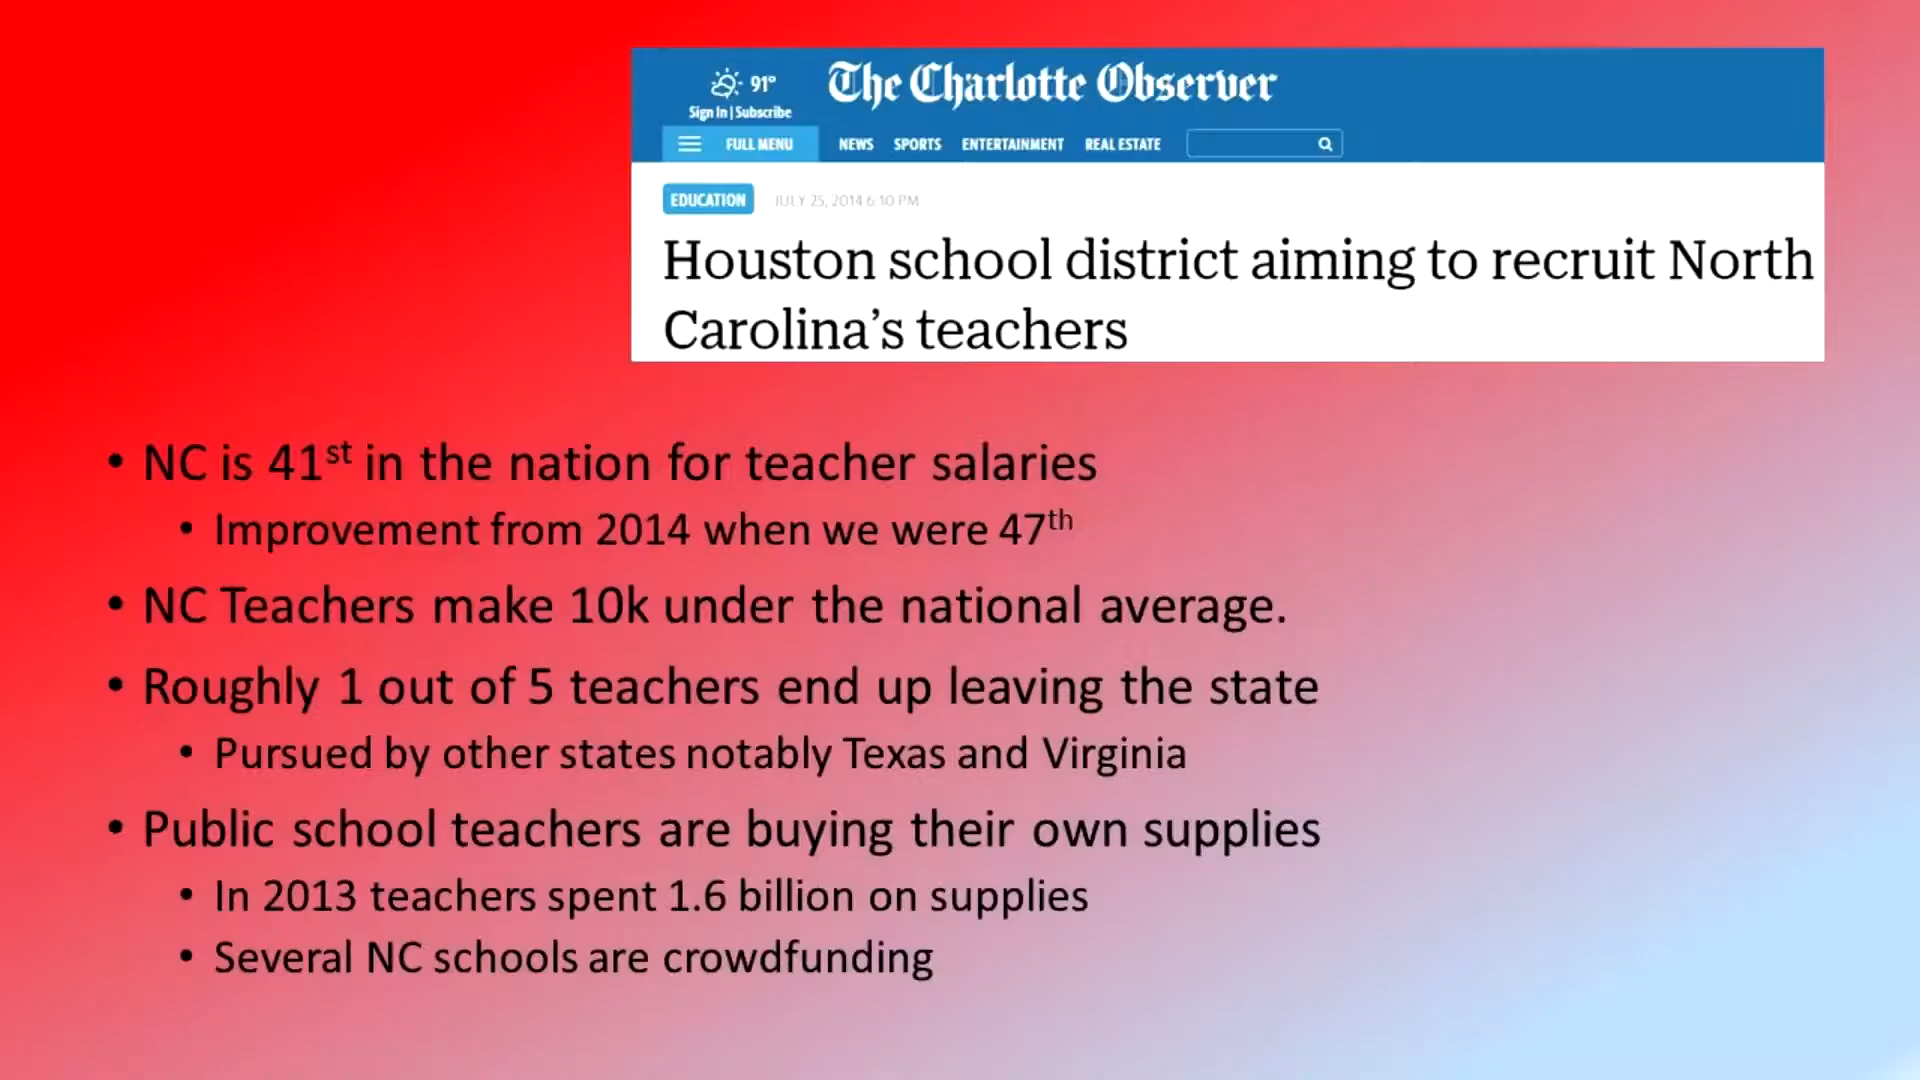 91°
The Charlotte Observer
Sign In | Subscribe
FULL MENU NEWS SPORTS ENTERTAINMENT REAL ESTATE
EDUCATION JULY 25, 2014 6:10 PM
Houston school district aiming to recruit North
Carolina’s teachers
• NC is 41st in the nation for teacher salaries
• Improvement from 2014 when we were 47th
• NC Teachers make 10k under the national average.
• Roughly 1 out of 5 teachers end up leaving the state
• Pursued by other states notably Texas and Virginia
• Public school teachers are buying their own supplies
• In 2013 teachers spent 1.6 billion on supplies
• Several NC schools are crowdfunding